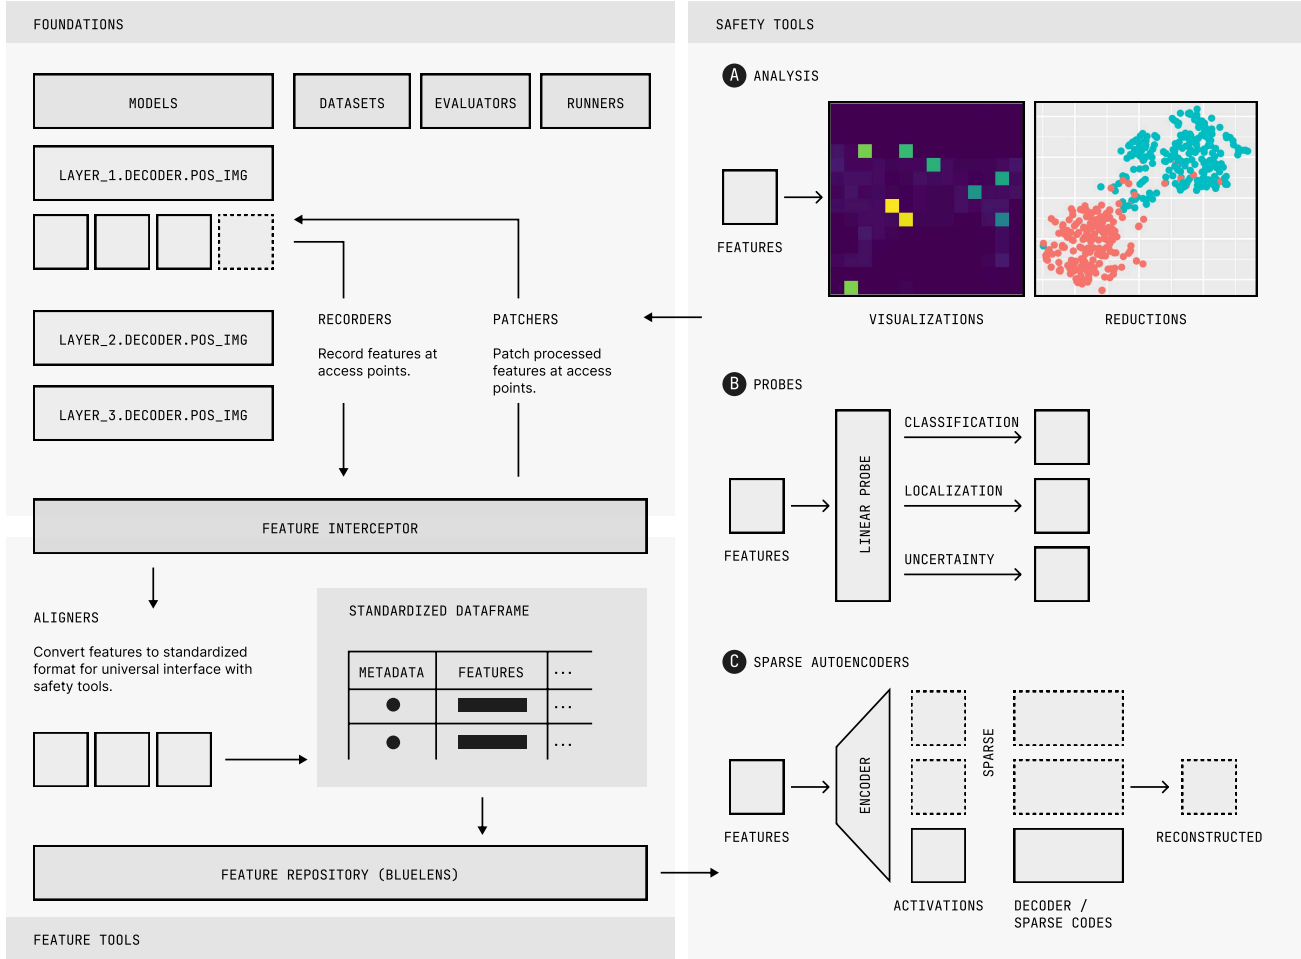 FOUNDATIONS
MODELS
DATASETS
EVALUATORS
RUNNERS
LAYER_1.DECODER.POS_IMG
LAYER_2.DECODER.POS_IMG
LAYER_3.DECODER.POS_IMG
RECORDERS
Record features at
access points.
PATCHERS
Patch processed
features at access
points.
FEATURE INTERCEPTOR
ALIGNERS
Convert features to standardized
format for universal interface with
safety tools.
STANDARDIZED DATAFRAME
METADATA
FEATURES
...
...
...
FEATURE REPOSITORY (BLUELENS)
FEATURE TOOLS
SAFETY TOOLS
A ANALYSIS
FEATURES
VISUALIZATIONS
REDUCTIONS
B PROBES
FEATURES
LINEAR PROBE
CLASSIFICATION
LOCALIZATION
UNCERTAINTY
C SPARSE AUTOENCODERS
FEATURES
ENCODER
ACTIVATIONS
SPARSE
DECODER /
SPARSE CODES
RECONSTRUCTED